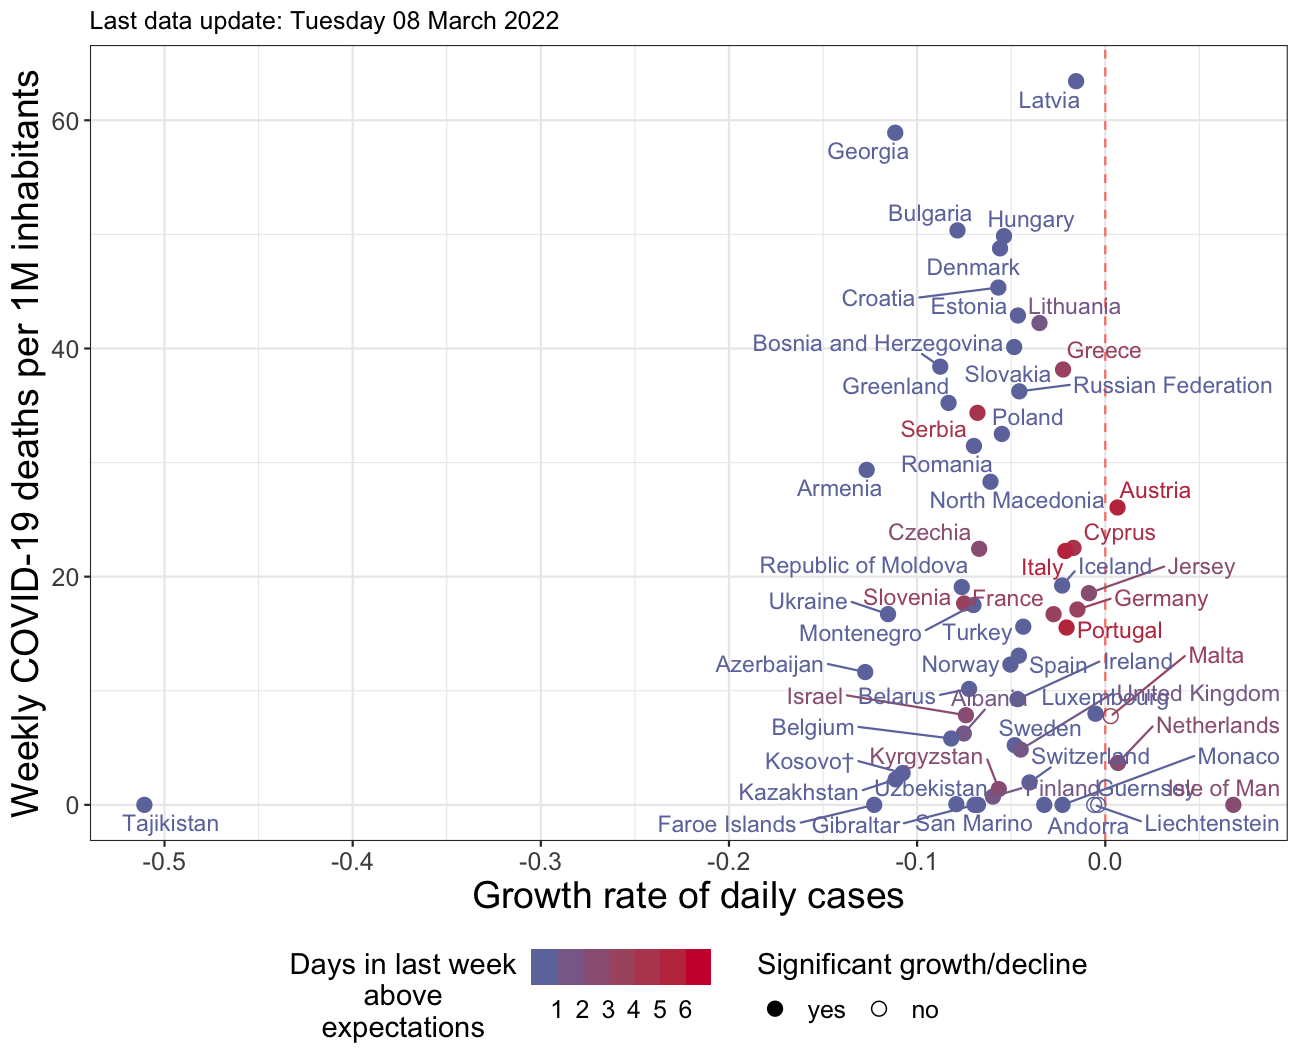 Last data update: Tuesday 08 March 2022
Weekly COVID-19 deaths per 1M inhabitants
60
40
20
0
Latvia
Georgia
Bulgaria
Hungary
Denmark
Croatia
Estonia
Lithuania
Bosnia and Herzegovina
Greece
Slovakia
Greenland
Russian Federation
Serbia
Poland
Romania
Armenia
North Macedonia
Austria
Czechia
Cyprus
Republic of Moldova
Italy
Iceland
Jersey
Ukraine
Slovenia
France
Germany
Montenegro
Turkey
Portugal
Azerbaijan
Norway
Spain
Ireland
Malta
Israel
Belarus
Albania
Luxembourg
United Kingdom
Belgium
Sweden
Netherlands
Kosovo†
Kyrgyzstan
Switzerland
Monaco
Kazakhstan
Uzbekistan
Finland
Guernsey
Isle of Man
Tajikistan
Faroe Islands
Gibraltar
San Marino
Andorra
Liechtenstein
-0.5
-0.4
-0.3
-0.2
-0.1
0.0
Growth rate of daily cases
Days in last week
above
expectations
1 2 3 4 5 6
Significant growth/decline
yes
no